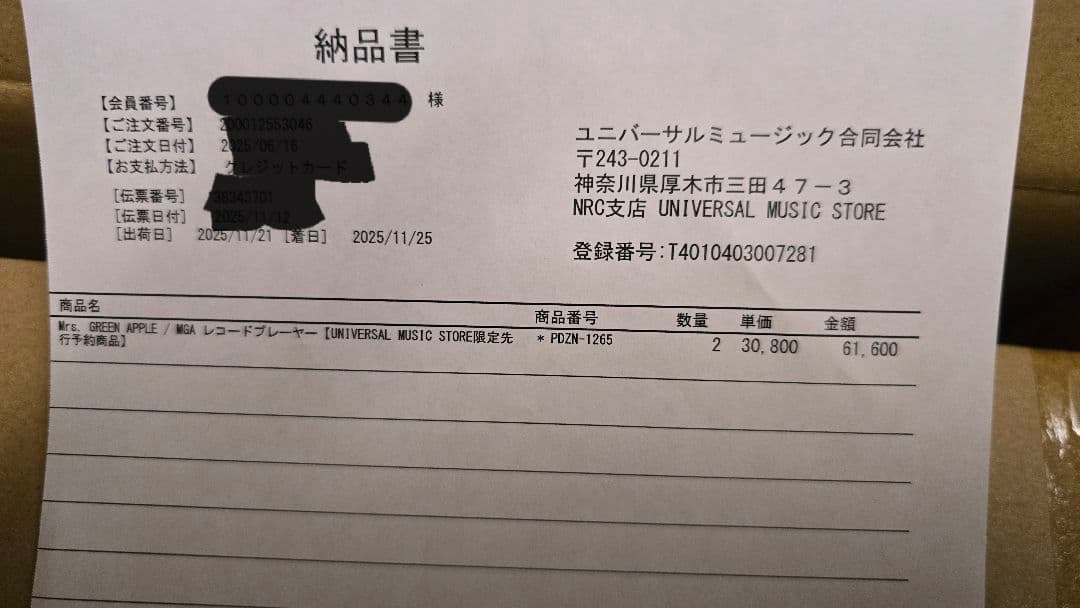 納品書
【会員番号】 様
【ご注文番号】
【ご注文日付】
【お支払方法】
[伝票番号]
[伝票日付]
[出荷日] 2025/11/21 [着日] 2025/11/25
ユニバーサルミュージック合同会社
〒243-0211
神奈川県厚木市三田４７－３
NRC支店 UNIVERSAL MUSIC STORE
登録番号:T4010403007281
商品名 商品番号 数量 単価 金額
Mrs. GREEN APPLE / MGA レコードプレーヤー【UNIVERSAL MUSIC STORE限定先 * PDZN-1265 2 30,800 61,600
行予約商品】